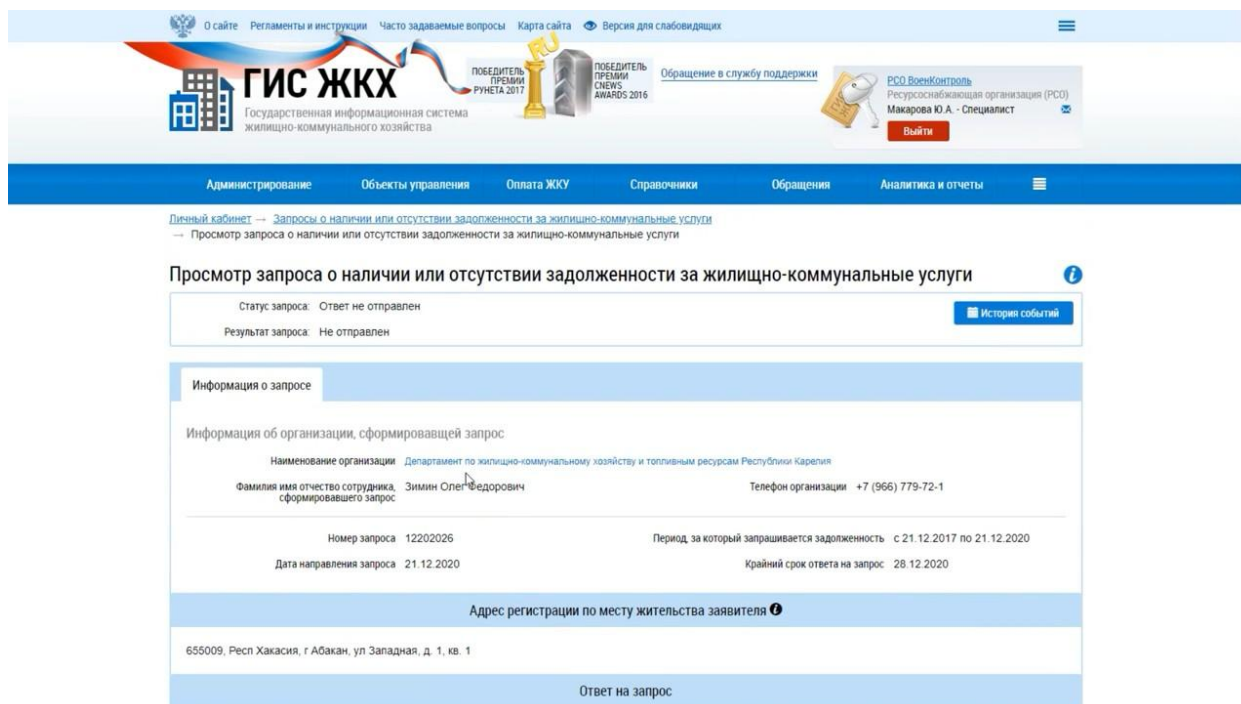 О сайте Регламенты и инструкции Часто задаваемые вопросы Карта сайта Версия для слабовидящих
ГИС ЖКХ
Государственная информационная система
жилищно-коммунального хозяйства
ПОБЕДИТЕЛЬ
ПРЕМИИ
РУНЕТА 2017
RU
ПОБЕДИТЕЛЬ
ПРЕМИИ
CNEWS
AWARDS 2016
Обращение в службу поддержки
РСО ВоенКонтроль
Ресурсоснабжающая организация (РСО)
Макарова Ю.А. - Специалист
Выйти
Администрирование Объекты управления Оплата ЖКУ Справочники Обращения Аналитика и отчеты
Личный кабинет → Запросы о наличии или отсутствии задолженности за жилищно-коммунальные услуги
→ Просмотр запроса о наличии или отсутствии задолженности за жилищно-коммунальные услуги
Просмотр запроса о наличии или отсутствии задолженности за жилищно-коммунальные услуги
Статус запроса: Ответ не отправлен
История событий
Результат запроса: Не отправлен
Информация о запросе
Информация об организации, сформировавщей запрос
Наименование организации Департамент по жилищно-коммунальному хозяйству и топливным ресурсам Республики Карелия
Фамилия имя отчество сотрудника, сформировавшего запрос Зимин Олег Федорович Телефон организации +7 (966) 779-72-1
Номер запроса 12202026 Период, за который запрашивается задолженность с 21.12.2017 по 21.12.2020
Дата направления запроса 21.12.2020 Крайний срок ответа на запрос 28.12.2020
Адрес регистрации по месту жительства заявителя
655009, Респ Хакасия, г Абакан, ул Западная, д. 1, кв. 1
Ответ на запрос